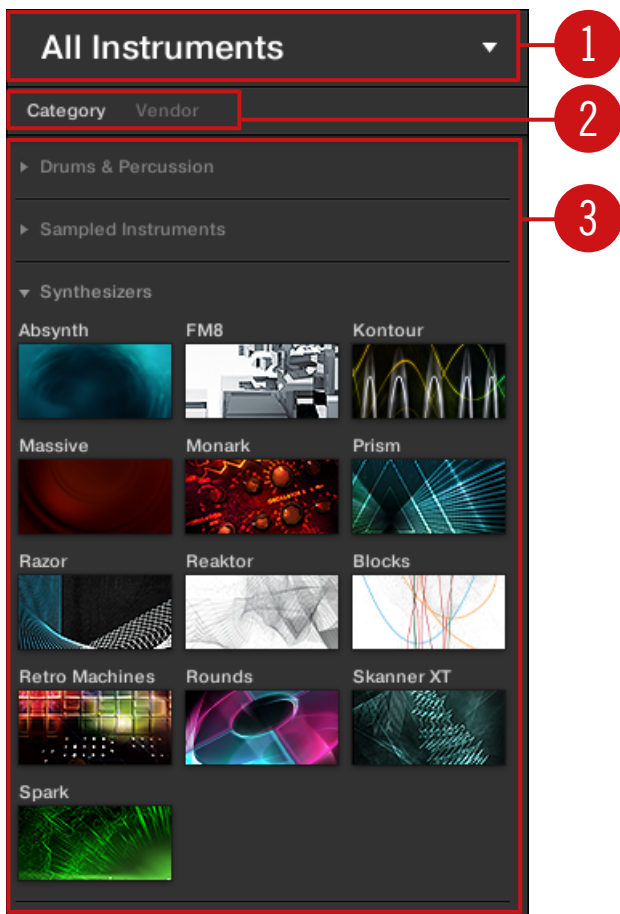 All Instruments
1
Category Vendor
2
Drums & Percussion
3
Sampled Instruments
Synthesizers
Absynth FM8 Kontour
Massive Monark Prism
Razor Reaktor Blocks
Retro Machines Rounds Skanner XT
Spark